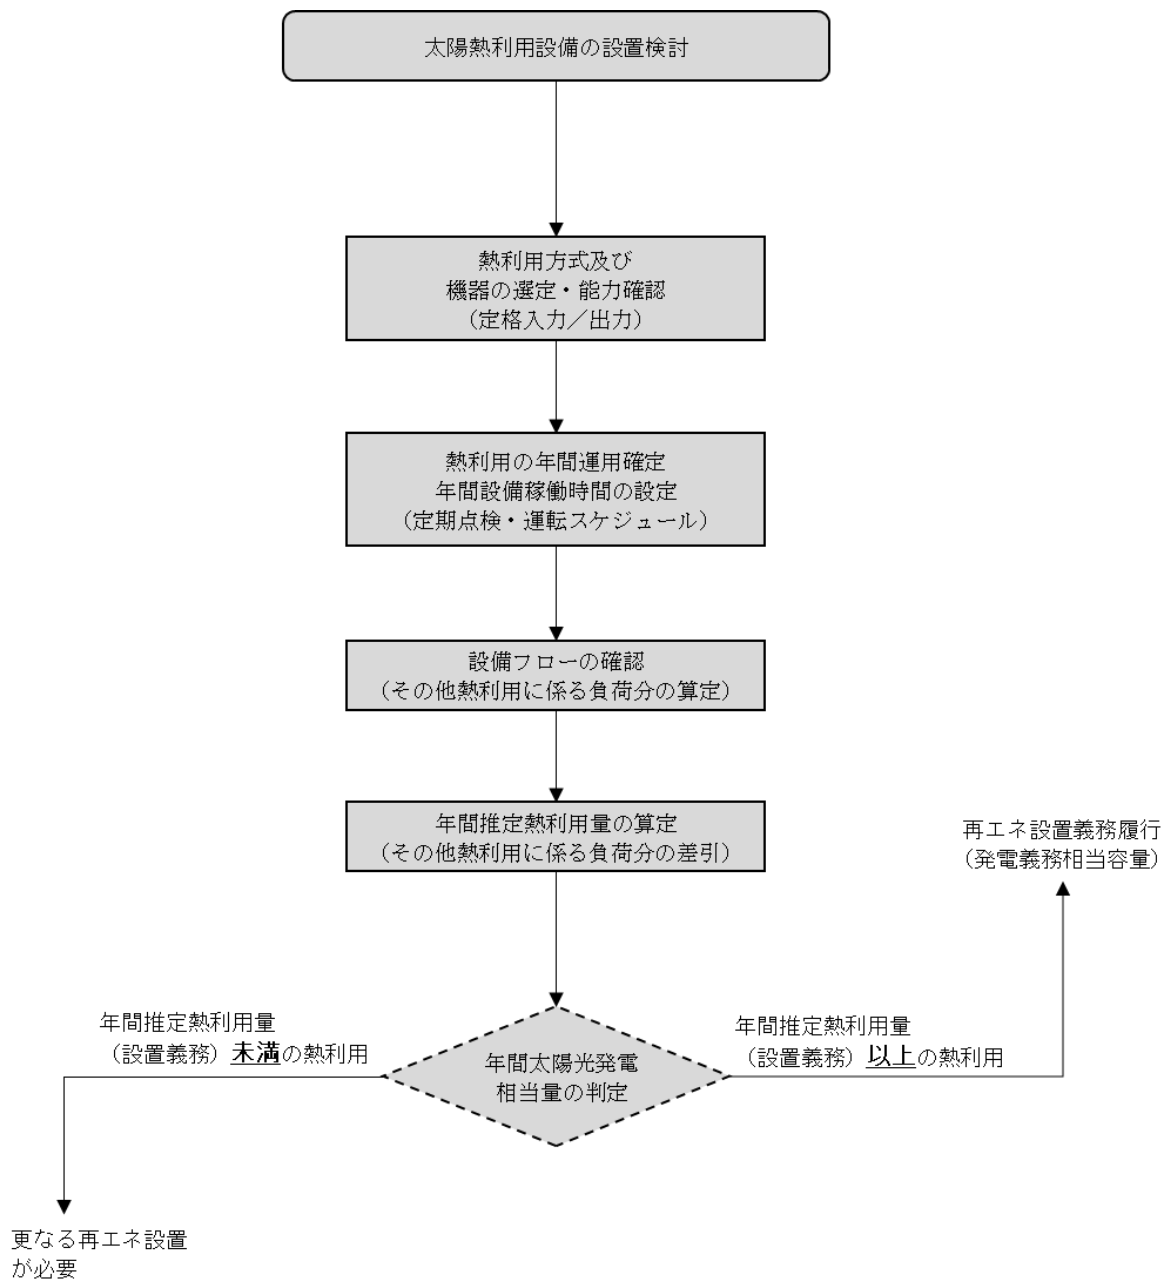 太陽熱利用設備の設置検討
熱利用方式及び
機器の選定・能力確認
（定格入力／出力）
熱利用の年間運用確定
年間設備稼働時間の設定
（定期点検・運転スケジュール）
設備フローの確認
（その他熱利用に係る負荷分の算定）
年間推定熱利用量の算定
（その他熱利用に係る負荷分の差引）
再エネ設置義務履行
（発電義務相当容量）
年間推定熱利用量
（設置義務）未満の熱利用
年間太陽光発電
相当量の判定
年間推定熱利用量
（設置義務）以上の熱利用
更なる再エネ設置
が必要